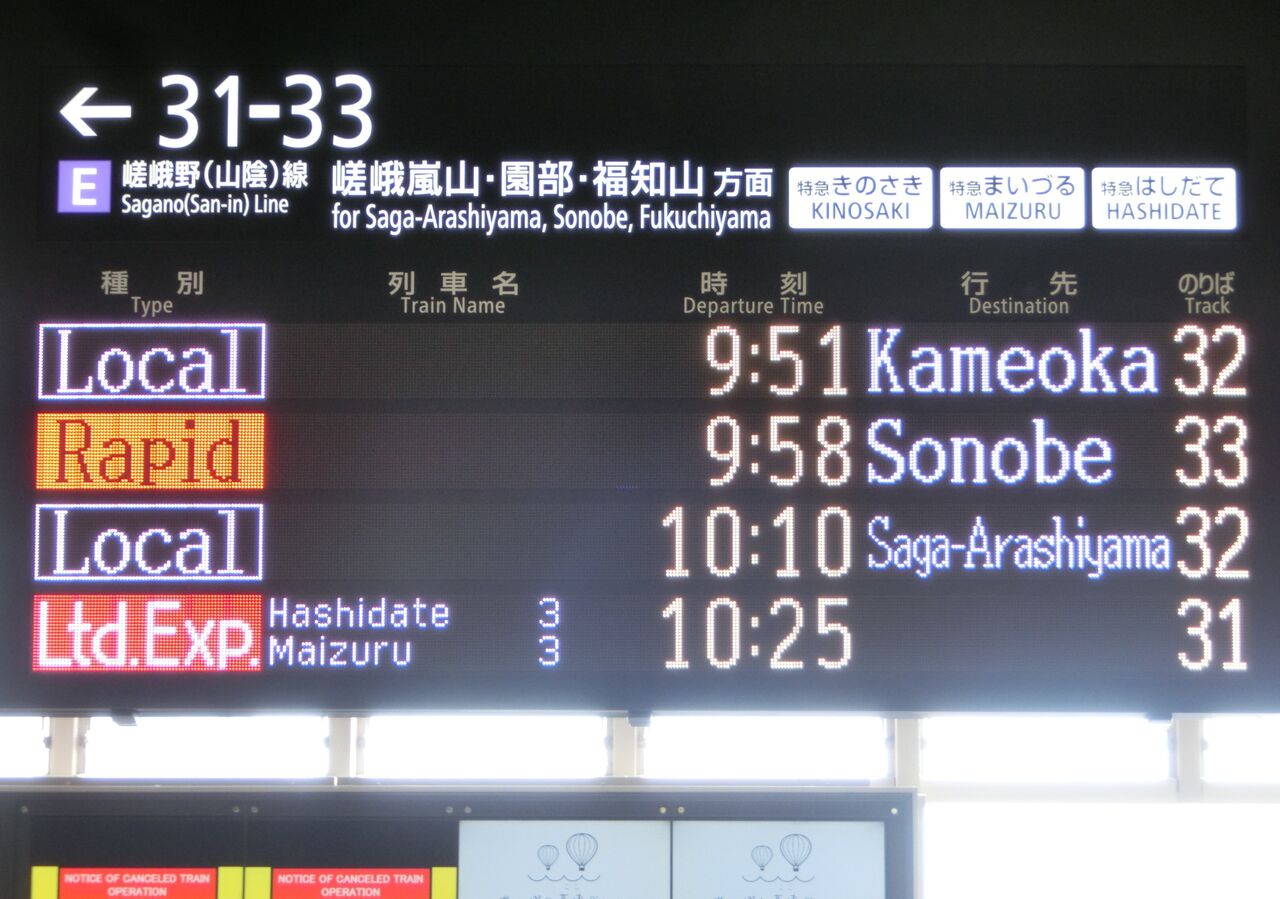 ← 31-33
E 嵯峨野(山陰)線 嵯峨嵐山・園部・福知山 方面
Sagano(San-in) Line for Saga-Arashiyama, Sonobe, Fukuchiyama
特急きのさき 特急まいづる 特急はしだて
KINOSAKI MAIZURU HASHIDATE
種別 列車名 時刻 行先 のりば
Type Train Name Departure Time Destination Track
Local 9:51 Kameoka 32
Rapid 9:58 Sonobe 33
Local 10:10 Saga-Arashiyama 32
Ltd.Exp. Hashidate 3 10:25 31
Maizuru 3
NOTICE OF CANCELED TRAIN OPERATION
NOTICE OF CANCELED TRAIN OPERATION